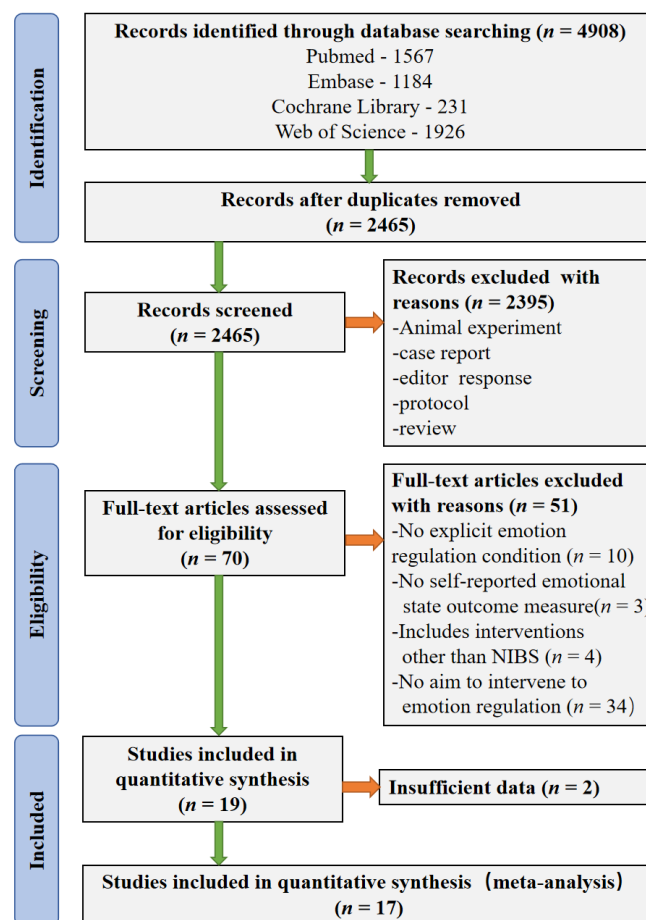 Identification
Records identified through database searching (n = 4908)
Pubmed - 1567
Embase - 1184
Cochrane Library - 231
Web of Science - 1926
Records after duplicates removed
(n = 2465)
Screening
Records screened
(n = 2465)
Records excluded with
reasons (n = 2395)
-Animal experiment
-case report
-editor response
-protocol
-review
Eligibility
Full-text articles assessed
for eligibility
(n = 70)
Full-text articles excluded
with reasons (n = 51)
-No explicit emotion
regulation condition (n = 10)
-No self-reported emotional
state outcome measure(n = 3)
-Includes interventions
other than NIBS (n = 4)
-No aim to intervene to
emotion regulation (n = 34)
Included
Studies included in
quantitative synthesis
(n = 19)
Insufficient data (n = 2)
Studies included in quantitative synthesis (meta-analysis)
(n = 17)